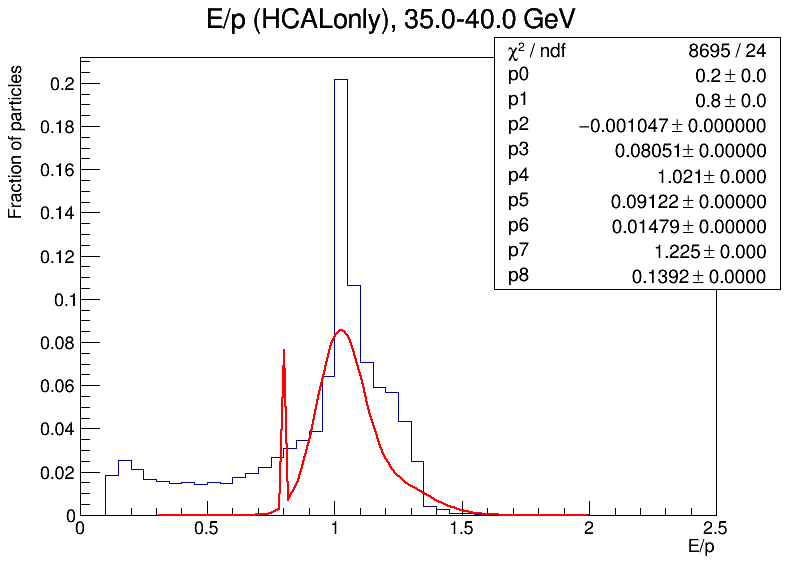 E/p (HCALonly), 35.0-40.0 GeV
χ² / ndf 8695 / 24
p0 0.2 ± 0.0
p1 0.8 ± 0.0
p2 −0.001047 ± 0.000000
p3 0.08051 ± 0.00000
p4 1.021 ± 0.000
p5 0.09122 ± 0.00000
p6 0.01479 ± 0.00000
p7 1.225 ± 0.000
p8 0.1392 ± 0.0000
Fraction of particles
0.2
0.18
0.16
0.14
0.12
0.1
0.08
0.06
0.04
0.02
0
0 0.5 1 1.5 2 2.5
E/p